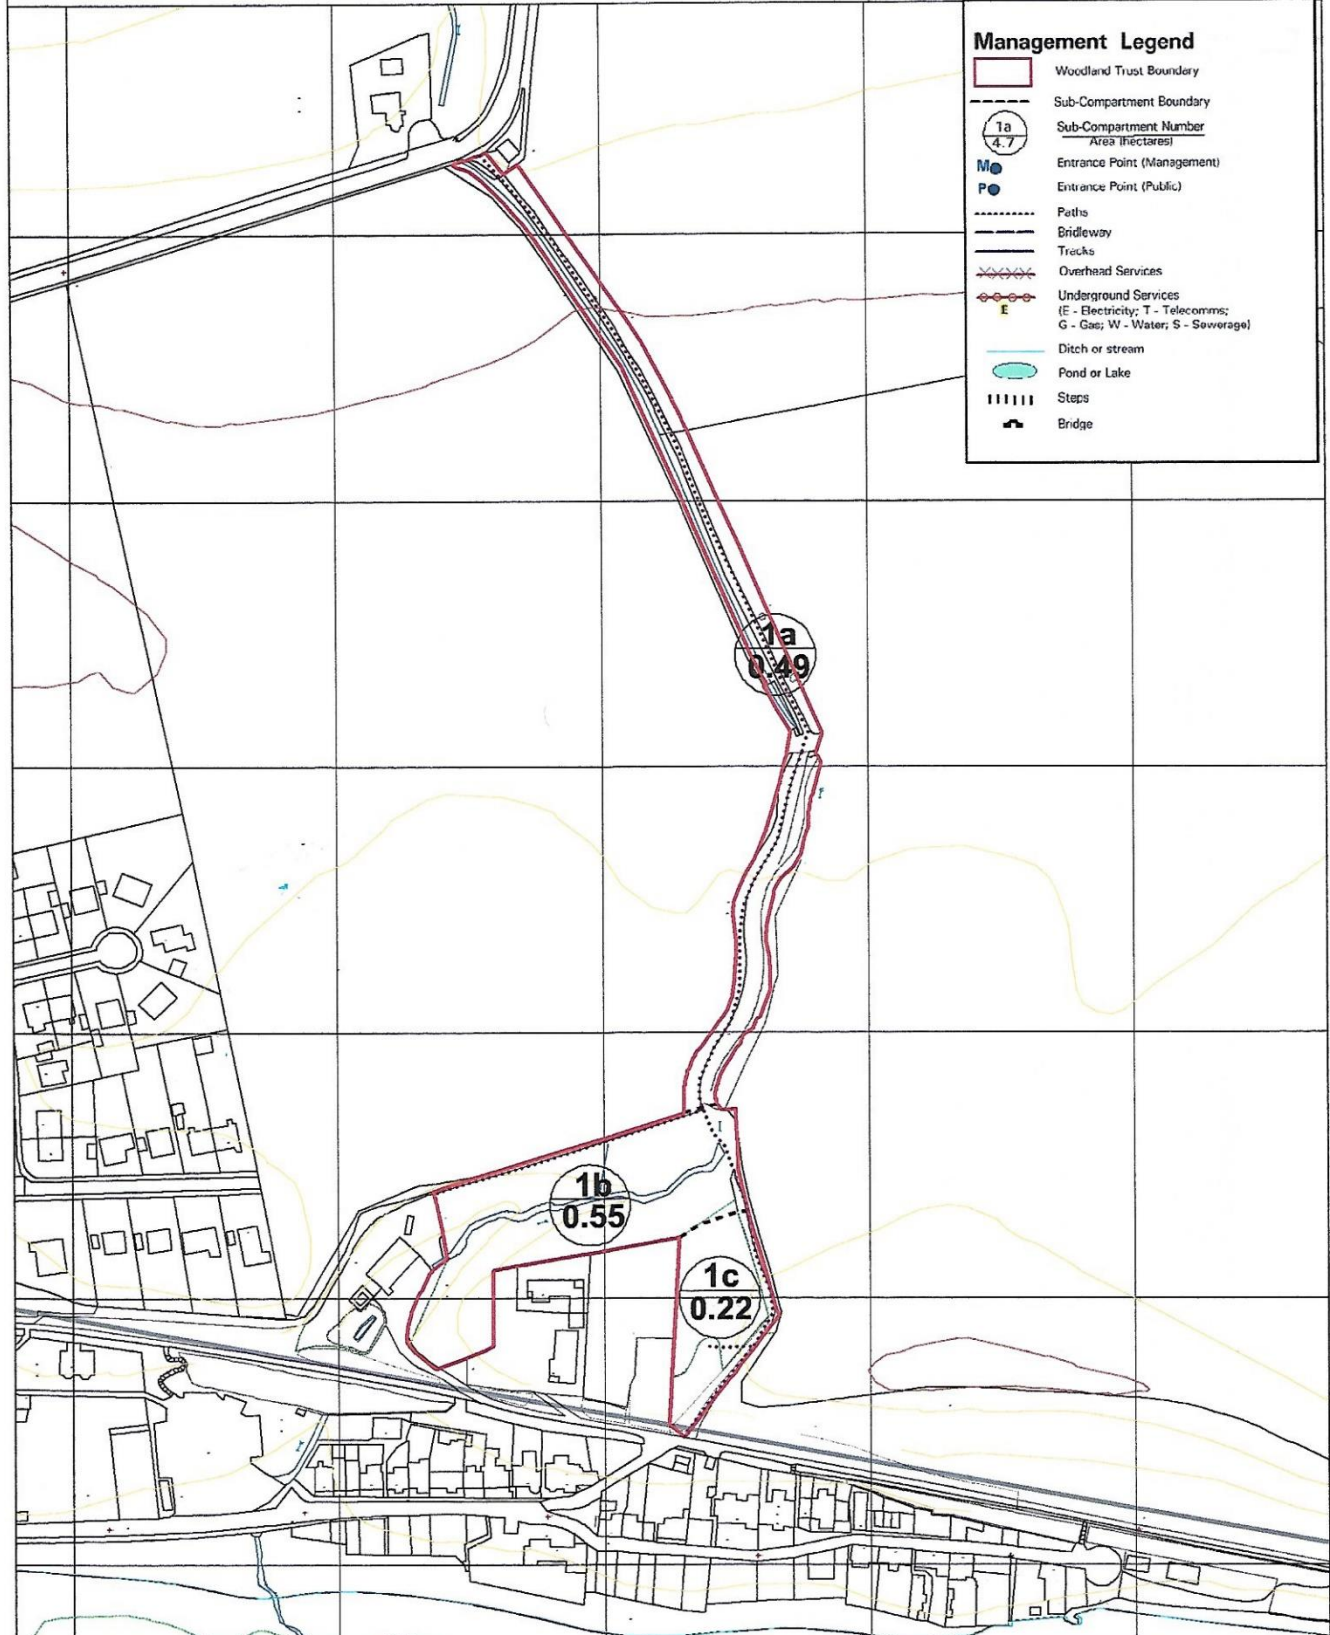 Management Legend
Woodland Trust Boundary
Sub-Compartment Boundary
1a
4.7
Sub-Compartment Number
Area (hectares)
M
Entrance Point (Management)
P
Entrance Point (Public)
Paths
Bridleway
Tracks
Overhead Services
Underground Services
E
(E - Electricity; T - Telecomms;
G - Gas; W - Water; S - Sewerage)
Ditch or stream
Pond or Lake
Steps
Bridge
1a
0.49
1b
0.55
1c
0.22